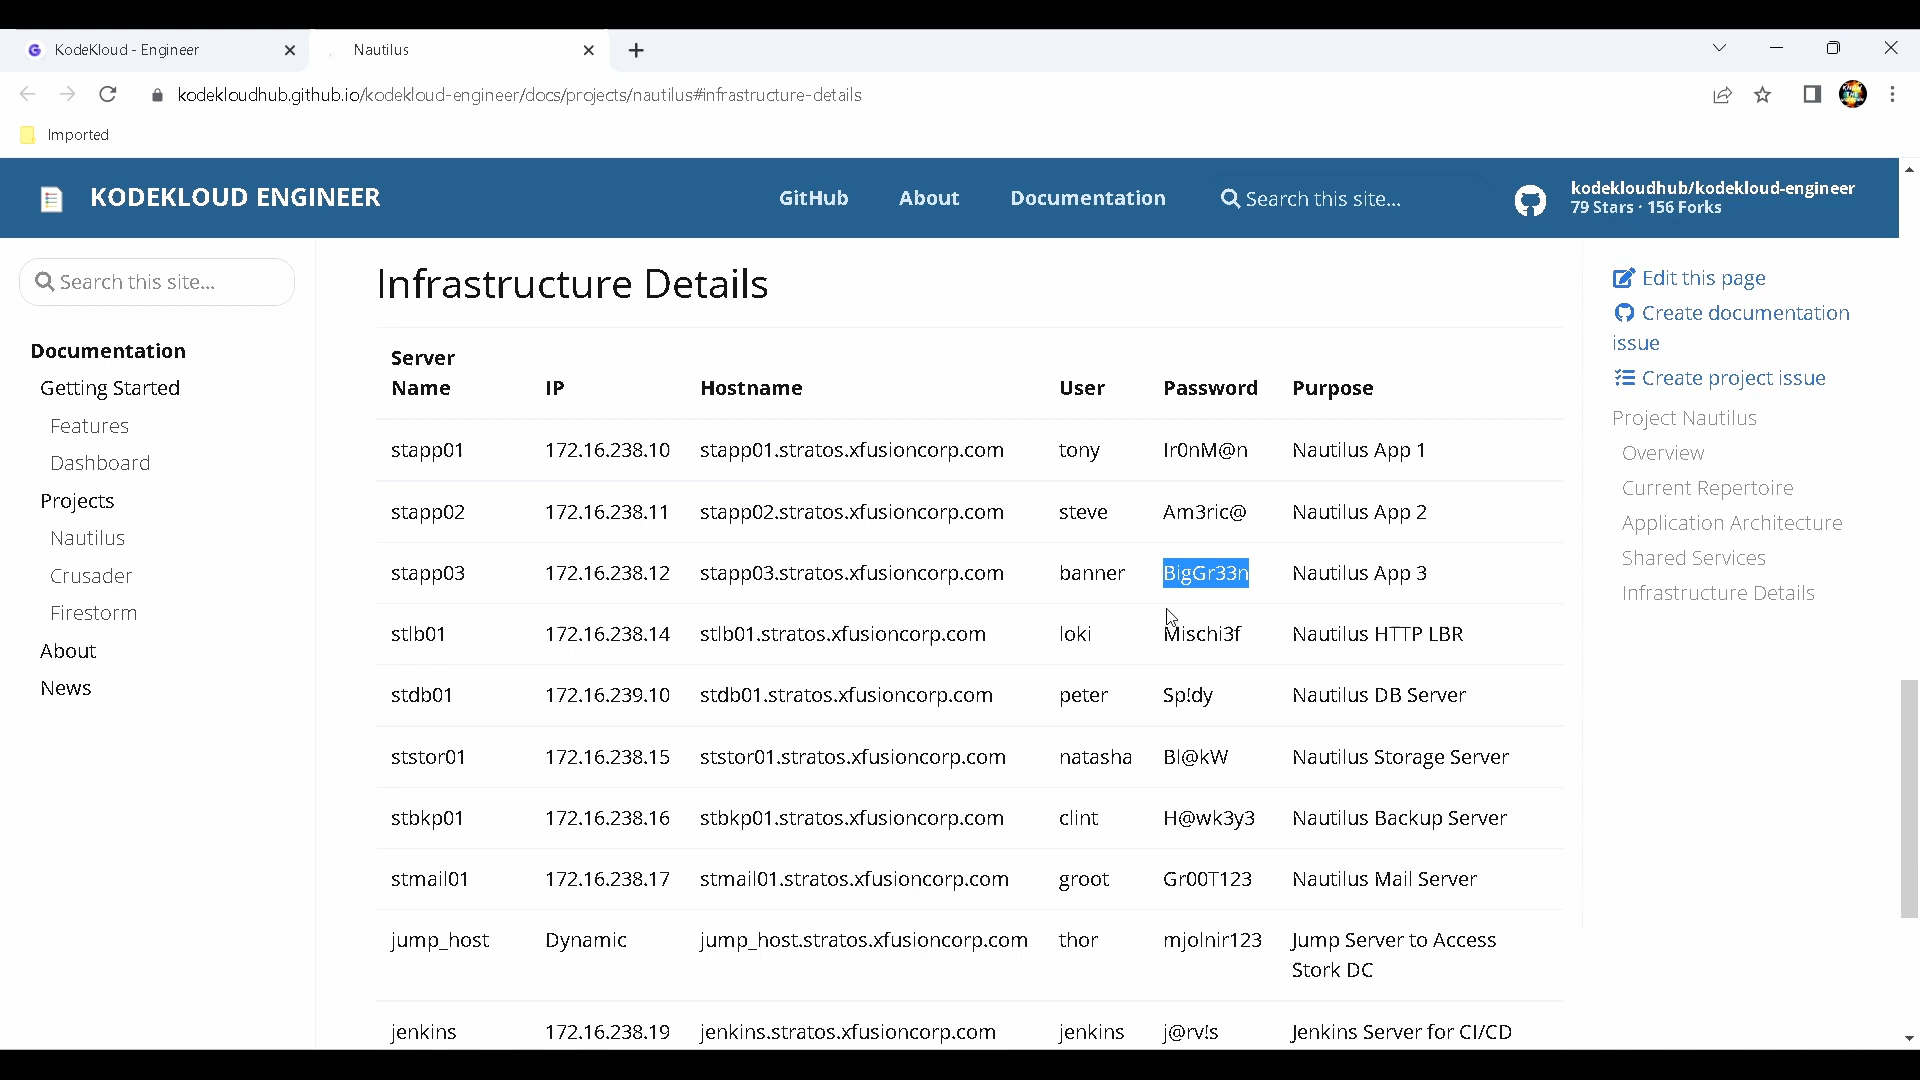 KodeKloud - Engineer
Nautilus
kodekloudhub.github.io/kodekloud-engineer/docs/projects/nautilus#infrastructure-details
Imported
KODEKLOUD ENGINEER
GitHub About Documentation Search this site...
kodekloudhub/kodekloud-engineer
79 Stars · 156 Forks
Search this site...
Documentation
Getting Started
Features
Dashboard
Projects
Nautilus
Crusader
Firestorm
About
News
Infrastructure Details
Server Name IP Hostname User Password Purpose
stapp01 172.16.238.10 stapp01.stratos.xfusioncorp.com tony Ir0nM@n Nautilus App 1
stapp02 172.16.238.11 stapp02.stratos.xfusioncorp.com steve Am3ric@ Nautilus App 2
stapp03 172.16.238.12 stapp03.stratos.xfusioncorp.com banner BigGr33n Nautilus App 3
stlb01 172.16.238.14 stlb01.stratos.xfusioncorp.com loki Mischi3f Nautilus HTTP LBR
stdb01 172.16.239.10 stdb01.stratos.xfusioncorp.com peter Sp!dy Nautilus DB Server
ststor01 172.16.238.15 ststor01.stratos.xfusioncorp.com natasha Bl@kW Nautilus Storage Server
stbkp01 172.16.238.16 stbkp01.stratos.xfusioncorp.com clint H@wk3y3 Nautilus Backup Server
stmail01 172.16.238.17 stmail01.stratos.xfusioncorp.com groot Gr00T123 Nautilus Mail Server
jump_host Dynamic jump_host.stratos.xfusioncorp.com thor mjolnir123 Jump Server to Access
Stork DC
jenkins 172.16.238.19 jenkins.stratos.xfusioncorp.com jenkins j@rv!s Jenkins Server for CI/CD
Edit this page
Create documentation
issue
Create project issue
Project Nautilus
Overview
Current Repertoire
Application Architecture
Shared Services
Infrastructure Details